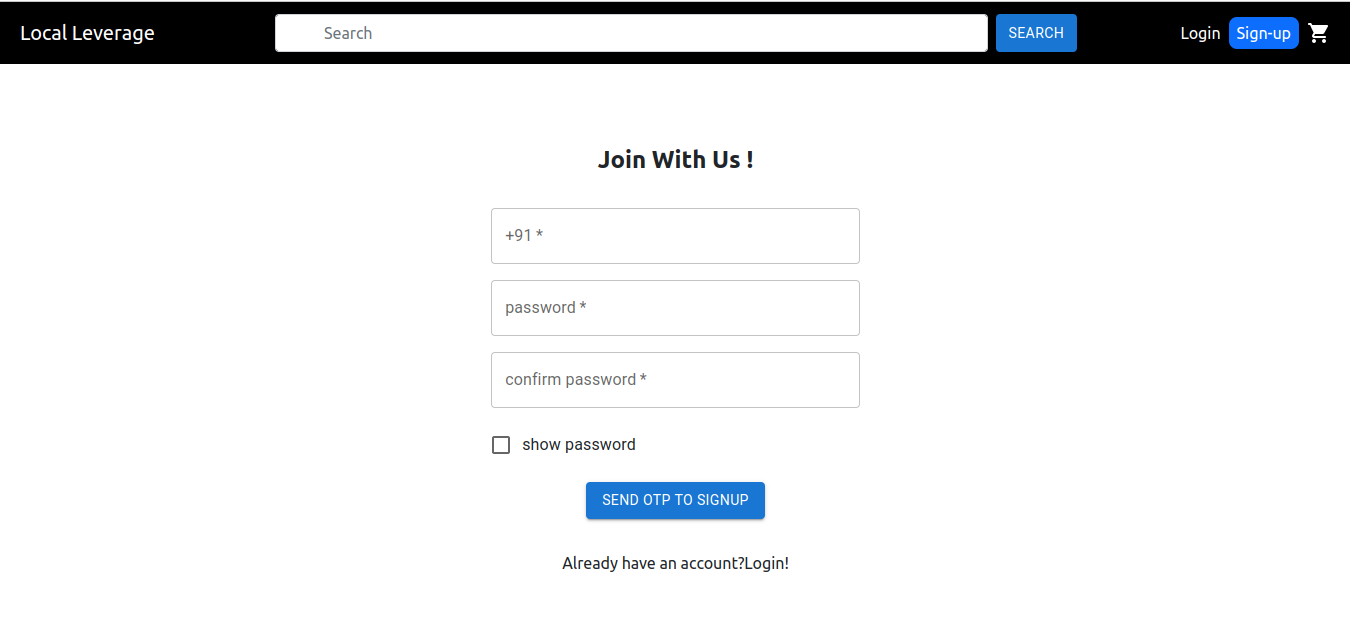 Local Leverage Search SEARCH Login Sign-up
Join With Us !
+91 *
password *
confirm password *
show password
SEND OTP TO SIGNUP
Already have an account?Login!